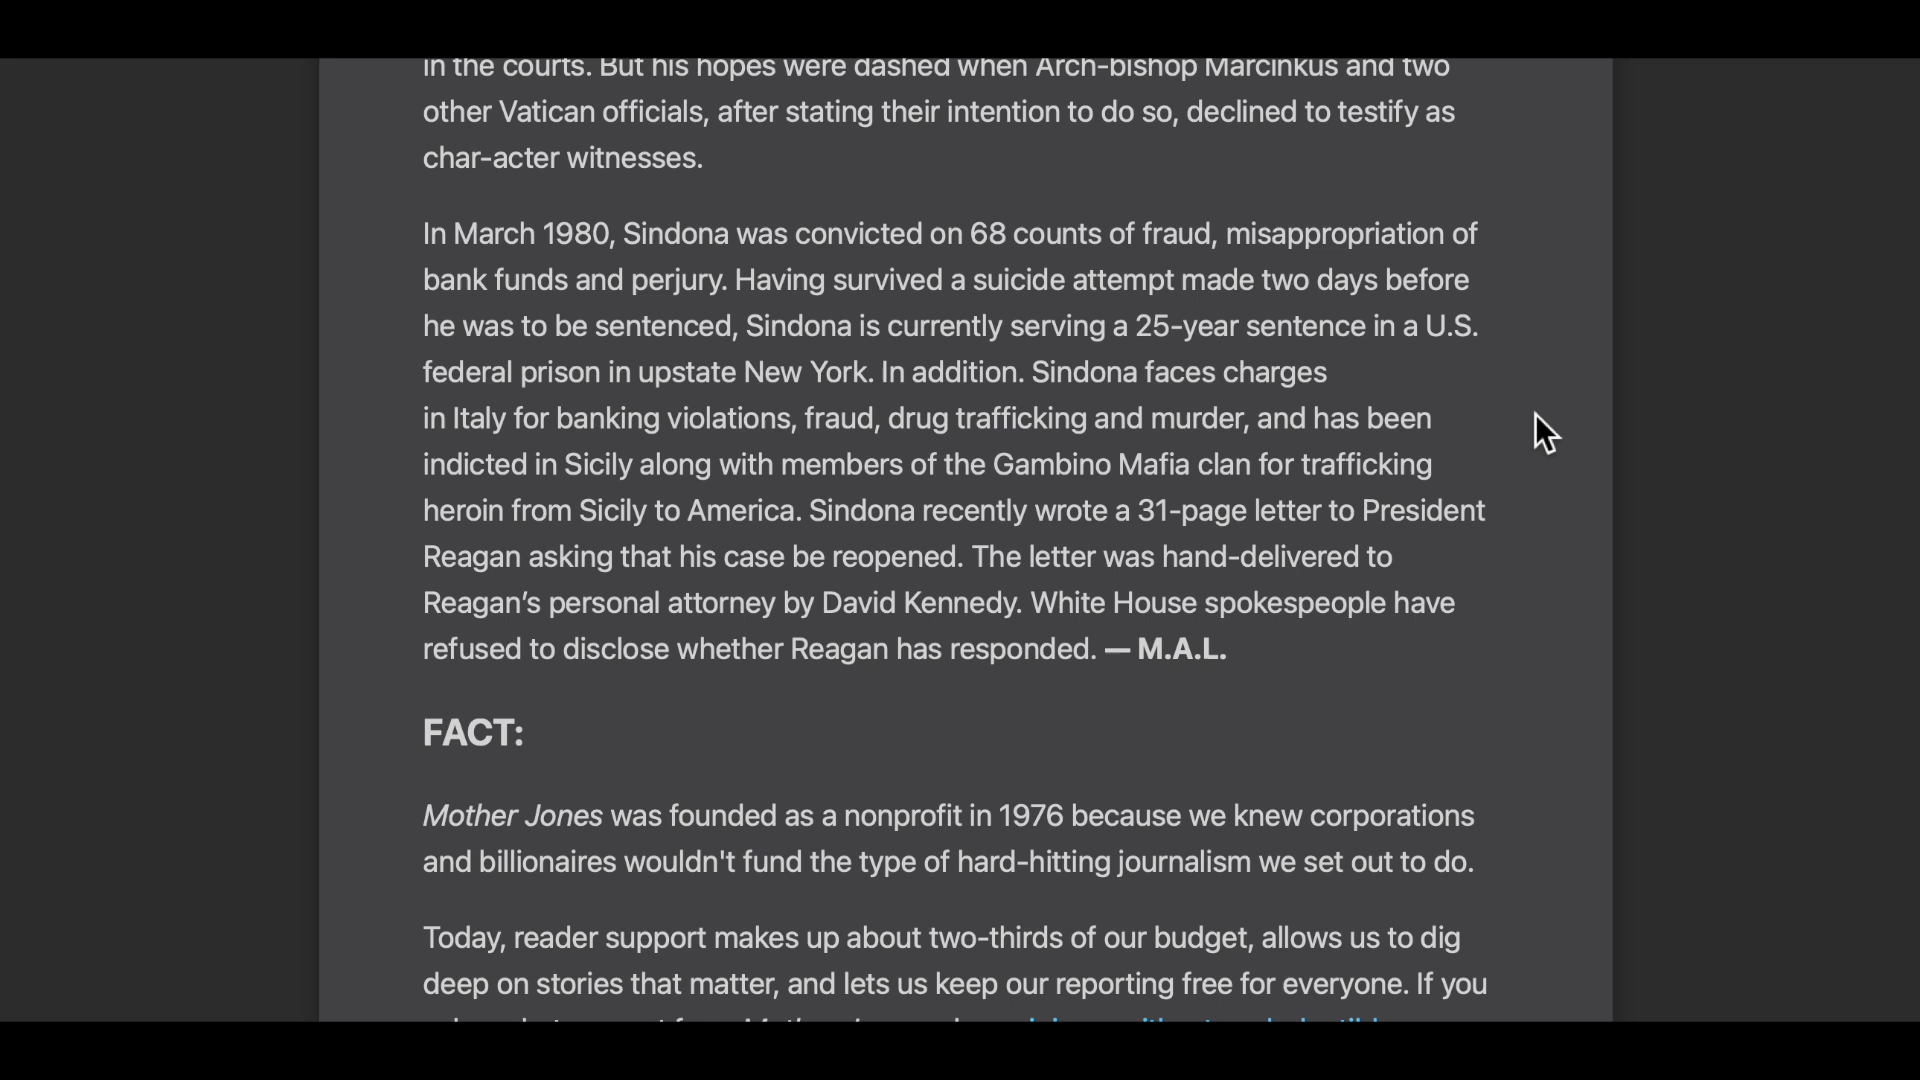 in the courts. But his hopes were dashed when Arch-bishop Marcinkus and two
other Vatican officials, after stating their intention to do so, declined to testify as
char-acter witnesses.
In March 1980, Sindona was convicted on 68 counts of fraud, misappropriation of
bank funds and perjury. Having survived a suicide attempt made two days before
he was to be sentenced, Sindona is currently serving a 25-year sentence in a U.S.
federal prison in upstate New York. In addition. Sindona faces charges
in Italy for banking violations, fraud, drug trafficking and murder, and has been
indicted in Sicily along with members of the Gambino Mafia clan for trafficking
heroin from Sicily to America. Sindona recently wrote a 31-page letter to President
Reagan asking that his case be reopened. The letter was hand-delivered to
Reagan’s personal attorney by David Kennedy. White House spokespeople have
refused to disclose whether Reagan has responded. — M.A.L.
FACT:
Mother Jones was founded as a nonprofit in 1976 because we knew corporations
and billionaires wouldn't fund the type of hard-hitting journalism we set out to do.
Today, reader support makes up about two-thirds of our budget, allows us to dig
deep on stories that matter, and lets us keep our reporting free for everyone. If you